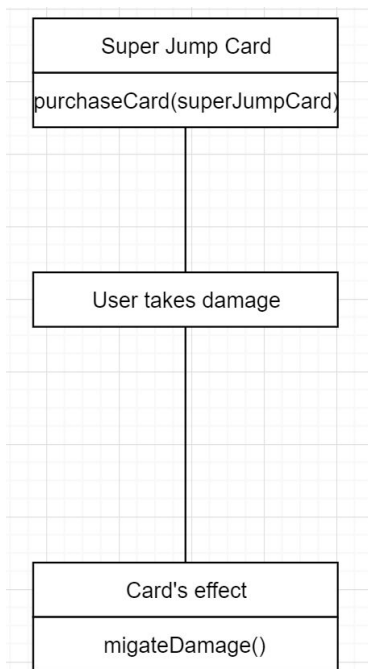 Super Jump Card
purchaseCard(superJumpCard)
User takes damage
Card's effect
migateDamage()